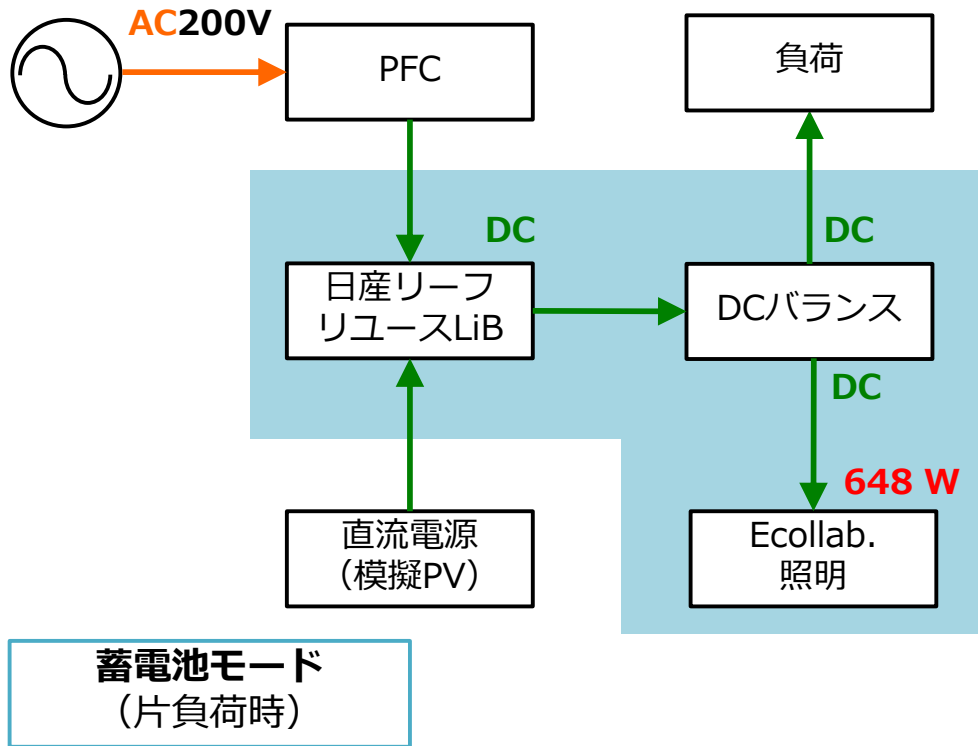 AC200V
PFC
負荷
DC
DC
日産リーフ
リユースLiB
DCバランス
DC
648 W
直流電源
（模擬PV）
Ecollab.
照明
蓄電池モード
（片負荷時）